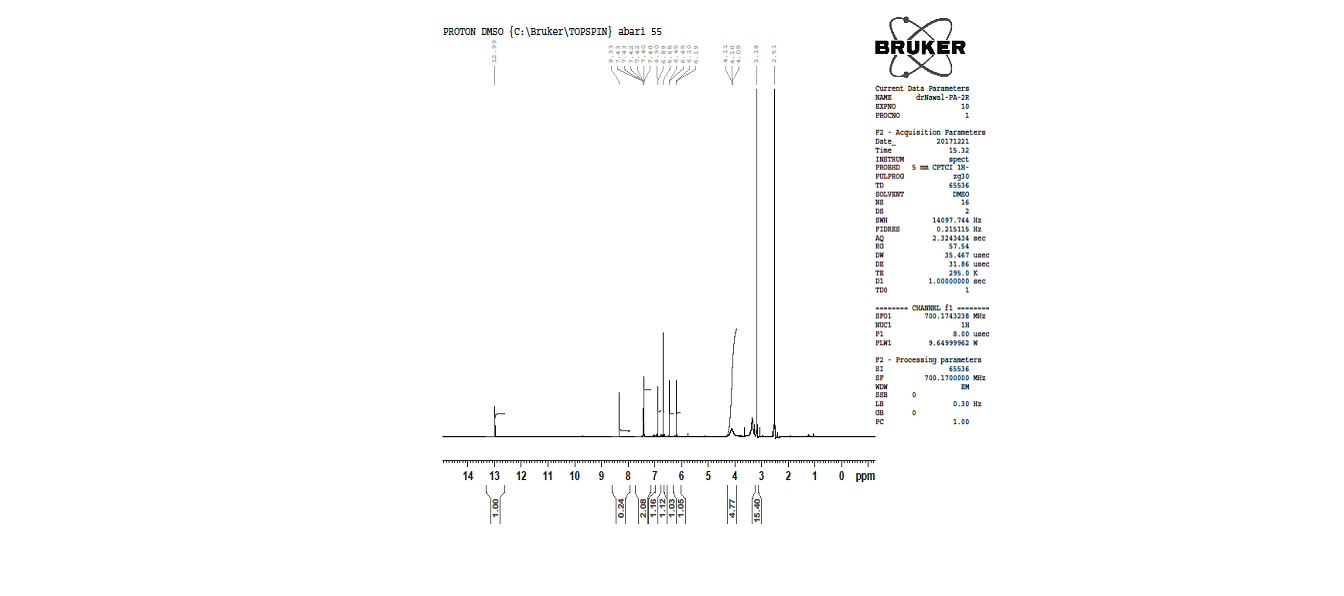 PROTON DMSO {C:\Bruker\TOPSPIN} abari 55
BRUKER
12.99
8.33
7.43
7.43
7.42
7.42
7.40
7.40
6.90
6.89
6.68
6.45
6.45
6.20
6.19
4.11
4.10
4.09
3.18
2.51
Current Data Parameters
NAME drNawal-PA-2R
EXPNO 10
PROCNO 1
F2 - Acquisition Parameters
Date_ 20171221
Time 15.32
INSTRUM spect
PROBHD 5 mm CPTCI 1H-
PULPROG zg30
TD 65536
SOLVENT DMSO
NS 16
DS 2
SWH 14097.744 Hz
FIDRES 0.215115 Hz
AQ 2.3243434 sec
RG 57.54
DW 35.467 usec
DE 31.86 usec
TE 295.0 K
D1 1.00000000 sec
TD0 1
======== CHANNEL f1 ========
SFO1 700.1743238 MHz
NUC1 1H
P1 8.00 usec
PLW1 9.64999962 W
F2 - Processing parameters
SI 65536
SF 700.1700000 MHz
WDW EM
SSB 0
LB 0.30 Hz
GB 0
PC 1.00
14 13 12 11 10 9 8 7 6 5 4 3 2 1 0 ppm
1.00
0.24
2.08
1.16
1.12
1.03
1.05
4.77
15.40